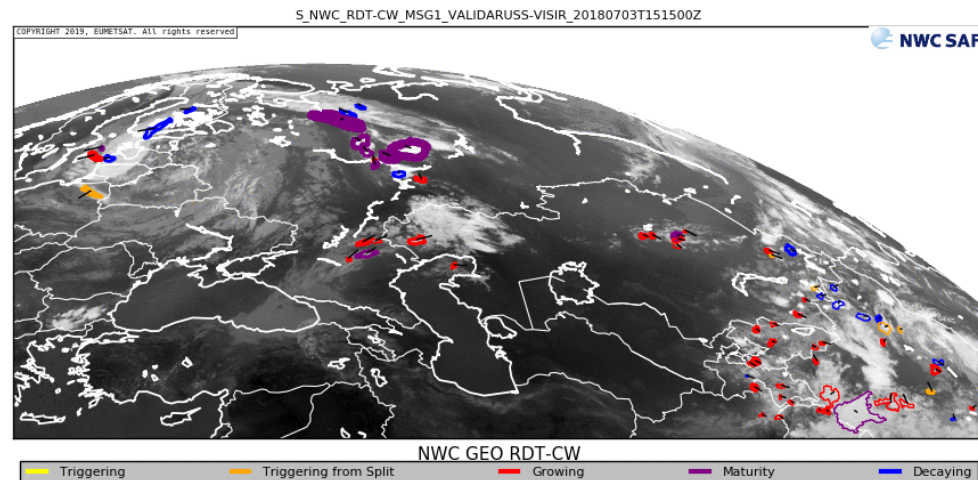 S_NWC_RDT-CW_MSG1_VALIDARUSS-VISIR_20180703T151500Z
COPYRIGHT 2019, EUMETSAT. All rights reserved
NWC SAF
NWC GEO RDT-CW
Triggering
Triggering from Split
Growing
Maturity
Decaying